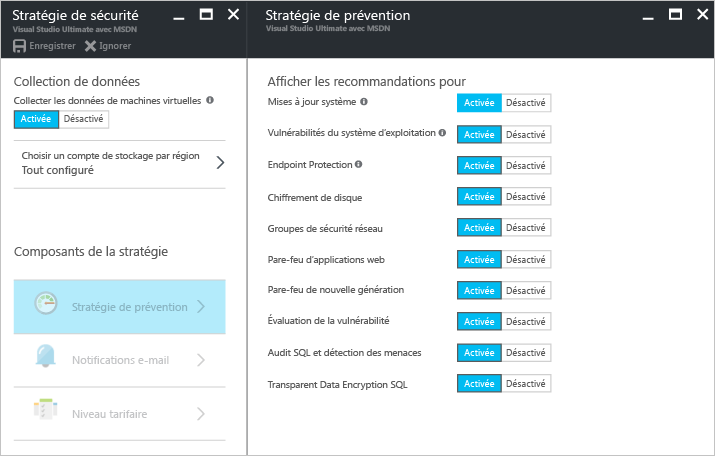 Stratégie de sécurité
Visual Studio Ultimate avec MSDN
Enregistrer Ignorer
Collection de données
Collecter les données de machines virtuelles
Activée Désactivé
Choisir un compte de stockage par région
Tout configuré
Composants de la stratégie
Stratégie de prévention
Notifications e-mail
Niveau tarifaire
Stratégie de prévention
Visual Studio Ultimate avec MSDN
Afficher les recommandations pour
Mises à jour système Activée Désactivé
Vulnérabilités du système d'exploitation Activée Désactivé
Endpoint Protection Activée Désactivé
Chiffrement de disque Activée Désactivé
Groupes de sécurité réseau Activée Désactivé
Pare-feu d'applications web Activée Désactivé
Pare-feu de nouvelle génération Activée Désactivé
Évaluation de la vulnérabilité Activée Désactivé
Audit SQL et détection des menaces Activée Désactivé
Transparent Data Encryption SQL Activée Désactivé